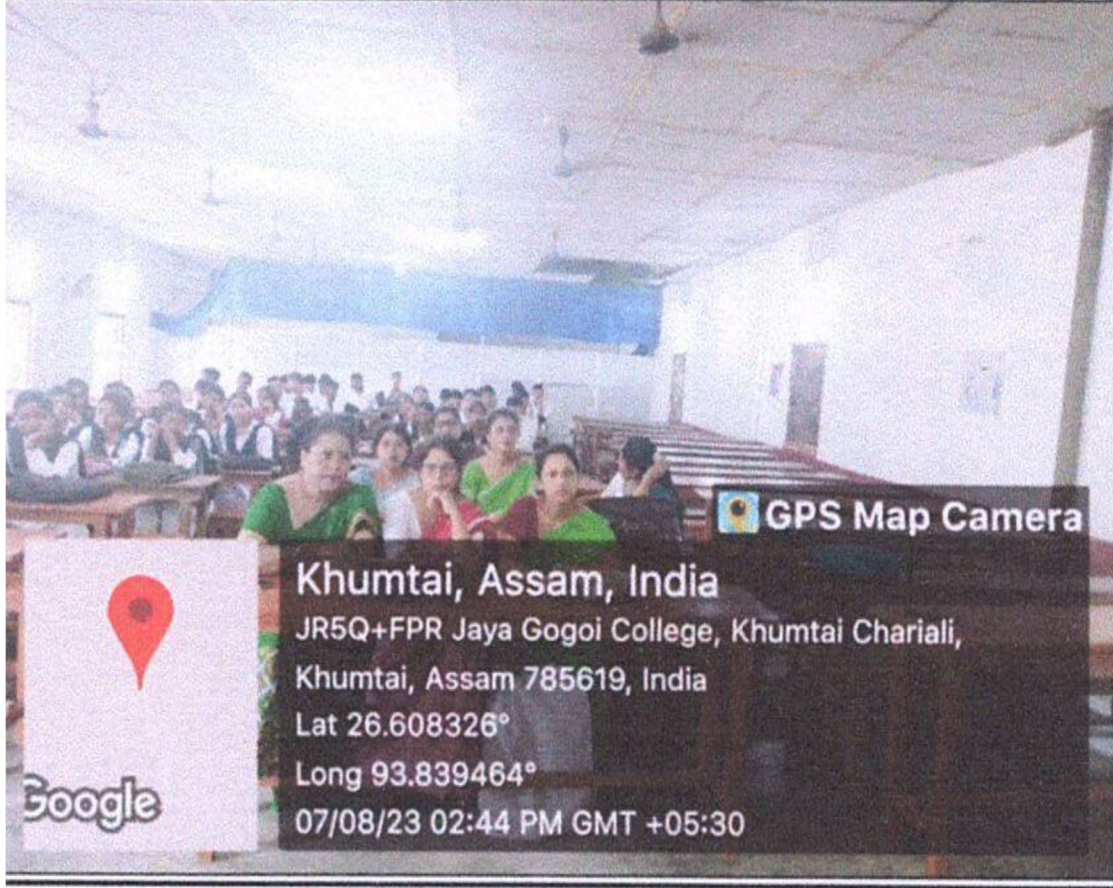 GPS Map Camera
Khumtai, Assam, India
JR5Q+FPR Jaya Gogoi College, Khumtai Chariali,
Khumtai, Assam 785619, India
Lat 26.608326°
Long 93.839464°
07/08/23 02:44 PM GMT +05:30
Google